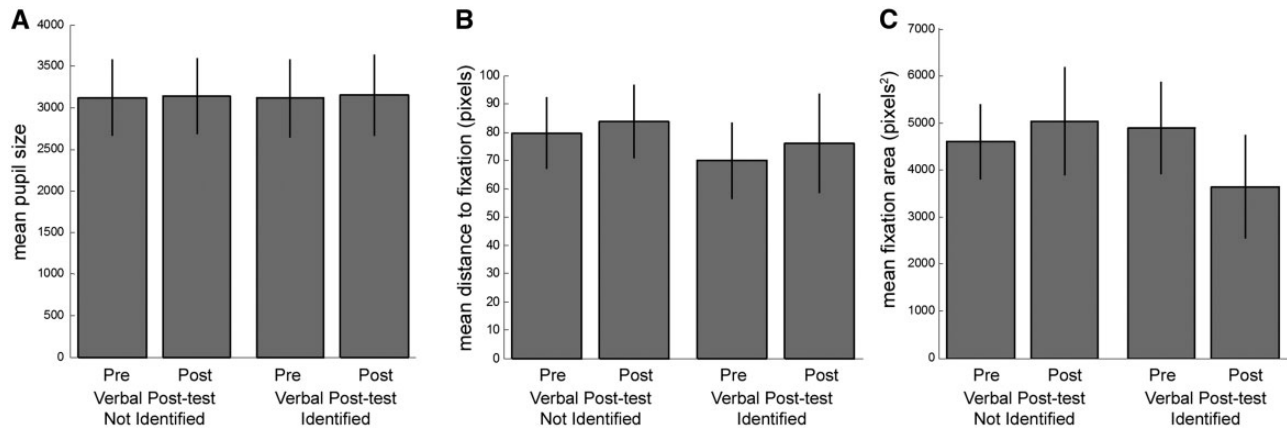 A
mean pupil size
4000
3500
3000
2500
2000
1500
1000
500
0
Pre Post Pre Post
Verbal Post-test Verbal Post-test
Not Identified Identified
B
mean distance to fixation (pixels)
100
90
80
70
60
50
40
30
20
10
0
Pre Post Pre Post
Verbal Post-test Verbal Post-test
Not Identified Identified
C
mean fixation area (pixels²)
7000
6000
5000
4000
3000
2000
1000
0
Pre Post Pre Post
Verbal Post-test Verbal Post-test
Not Identified Identified